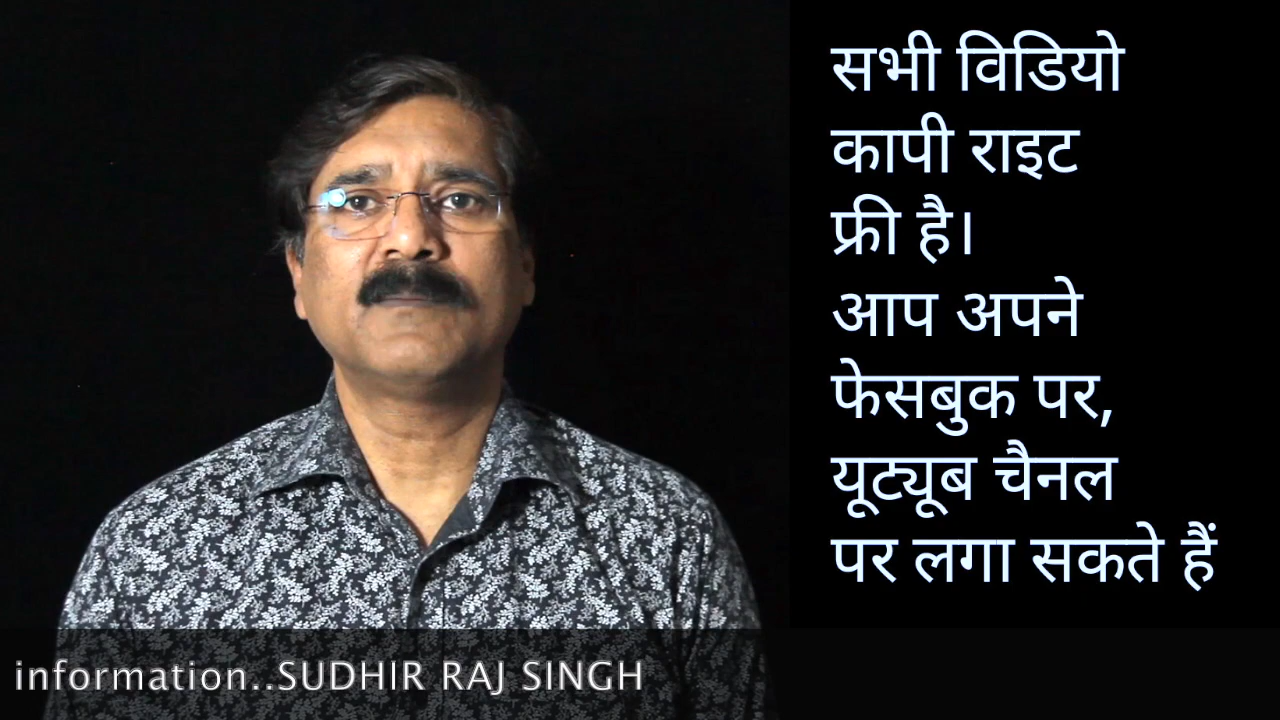 सभी विडियो
कापी राइट
फ्री है।
आप अपने
फेसबुक पर,
यूट्यूब चैनल
पर लगा सकते हैं
information..SUDHIR RAJ SINGH